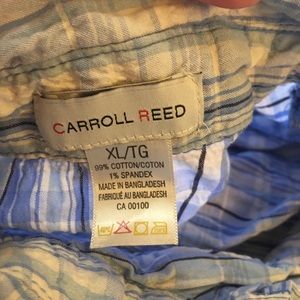 CARROLL REED
XL/TG
99% COTTON/COTON
1% SPANDEX
MADE IN BANGLADESH
FABRIQUÉ AU BANGLADESH
CA 00100